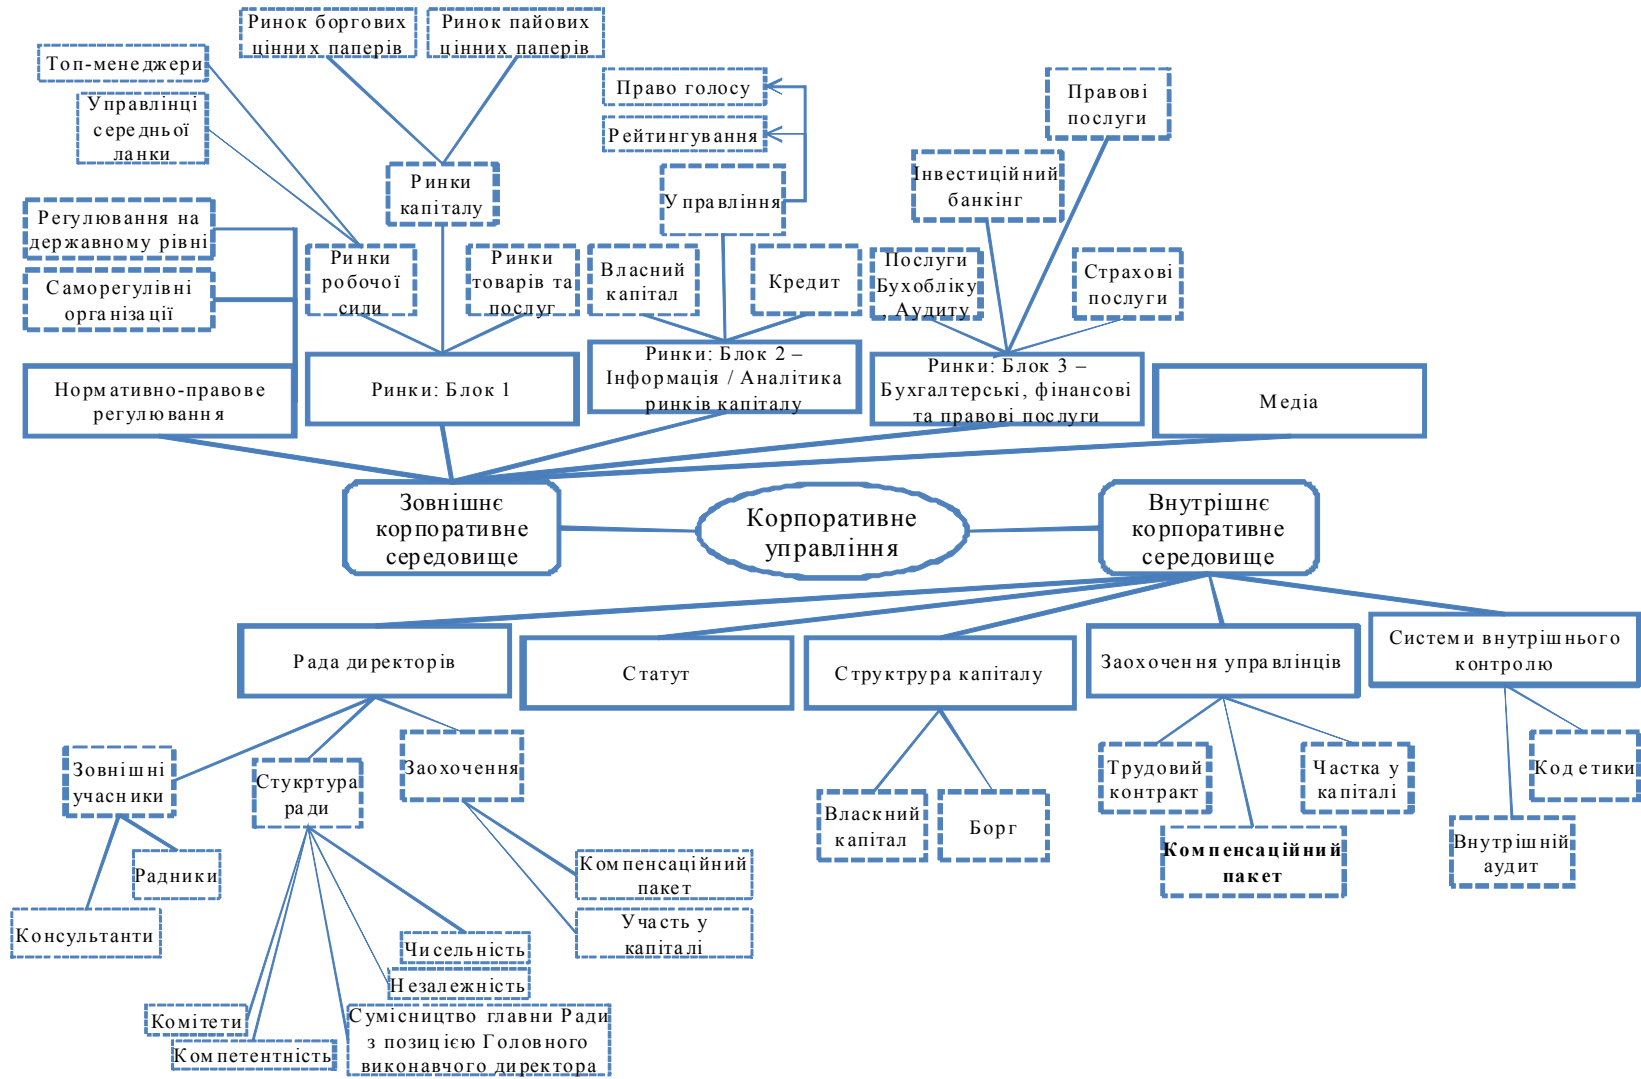 Ринок боргових
цінних паперів
Ринок пайових
цінних паперів
Топ-менеджери
Управлінці
середньої
ланки
Право голосу
Рейтингування
Правові
послуги
Ринки
капіталу
Управління
Інвестиційний
банкінг
Регулювання на
державному рівні
Саморегулівні
організації
Ринки
робочої
сили
Ринки
товарів та
послуг
Власний
капітал
Кредит
Послуги
Бухобліку
, Аудиту
Страхові
послуги
Нормативно-правове
регулювання
Ринки: Блок 1
Ринки: Блок 2 –
Інформація / Аналітика
ринків капіталу
Ринки: Блок 3 –
Бухгалтерські, фінансові
та правові послуги
Медіа
Зовнішнє
корпоративне
середовище
Корпоративне
управління
Внутрішнє
корпоративне
середовище
Рада директорів
Статут
Структрура капіталу
Заохочення управлінців
Системи внутрішнього
контролю
Зовнішні
учасники
Стукртура
ради
Заохочення
Власкний
капітал
Борг
Трудовий
контракт
Компенсаційний
пакет
Частка у
капіталі
Код етики
Внутрішній
аудит
Радники
Консультанти
Компенсаційний
пакет
Участь у
капіталі
Чисельність
Незалежність
Комітети
Компетентність
Сумісництво главни Ради
з позицією Головного
виконавчого директора